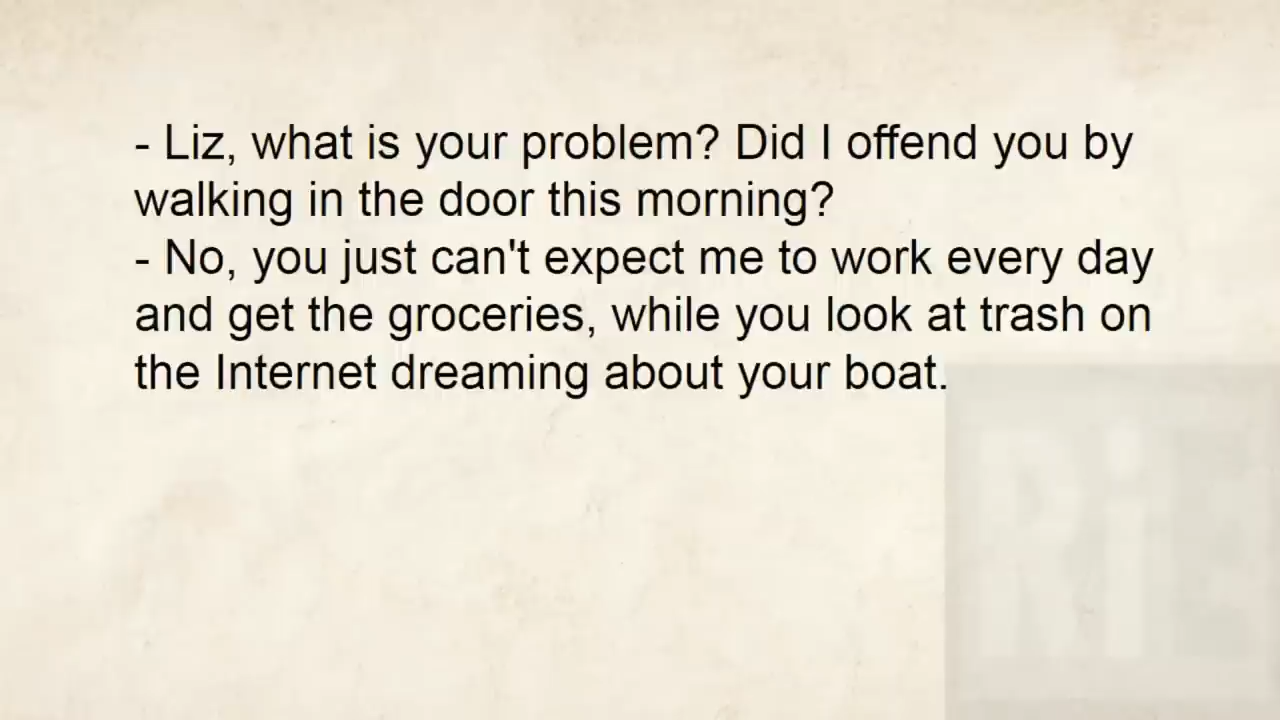 - Liz, what is your problem? Did I offend you by
walking in the door this morning?
- No, you just can't expect me to work every day
and get the groceries, while you look at trash on
the Internet dreaming about your boat.